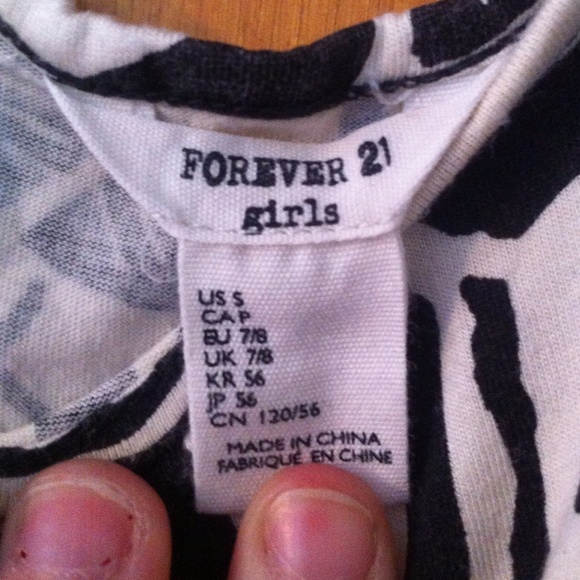 FOREVER 21
girls
US S
CA P
EU 7/8
UK 7/8
KR 56
JP 56
CN 120/56
MADE IN CHINA
FABRIQUÉ EN CHINE